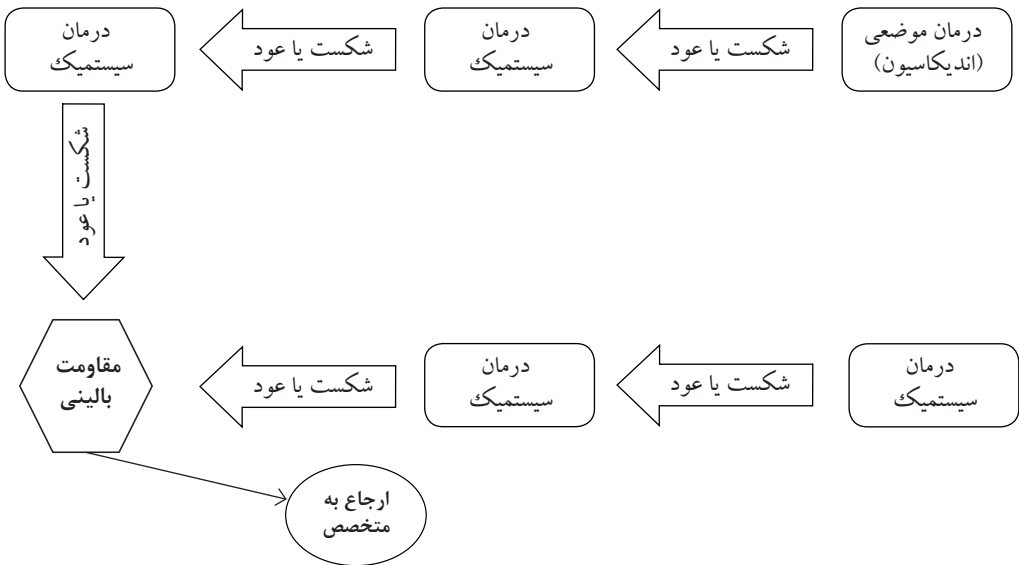 درمان موضعی
(اندیکاسیون)
شکست یا عود
درمان
سیستمیک
شکست یا عود
درمان
سیستمیک
شکست یا عود
درمان
سیستمیک
شکست یا عود
درمان
سیستمیک
شکست یا عود
مقاومت
بالینی
ارجاع به
متخصص